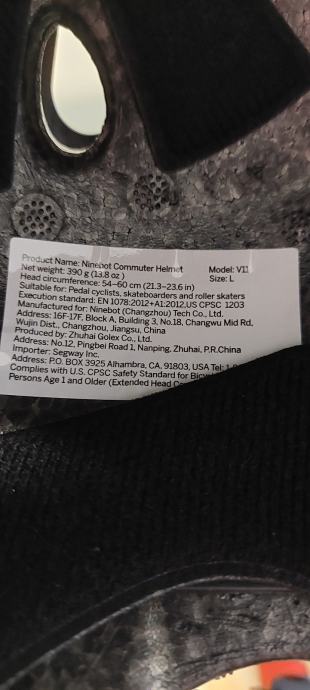 Product Name: Ninebot Commuter Helmet Model: V11
Net weight: 390 g (13.8 oz) Size: L
Head circumference: 54-60 cm (21.3-23.6 in)
Suitable for: Pedal cyclists, skateboarders and roller skaters
Execution standard: EN 1078:2012+A1:2012,US CPSC 1203
Manufactured for: Ninebot (Changzhou) Tech Co., Ltd.
Address: 16F-17F, Block A, Building 3, No.18, Changwu Mid Rd,
Wujin Dist., Changzhou, Jiangsu, China
Produced by: Zhuhai Golex Co., Ltd.
Address: No.12, Pingbei Road 1, Nanping, Zhuhai, P.R.China
Importer: Segway Inc.
Address: P.O. BOX 3925 Alhambra, CA, 91803, USA Tel:
Complies with U.S. CPSC Safety Standard for
Persons Age 1 and Older (Extended Head